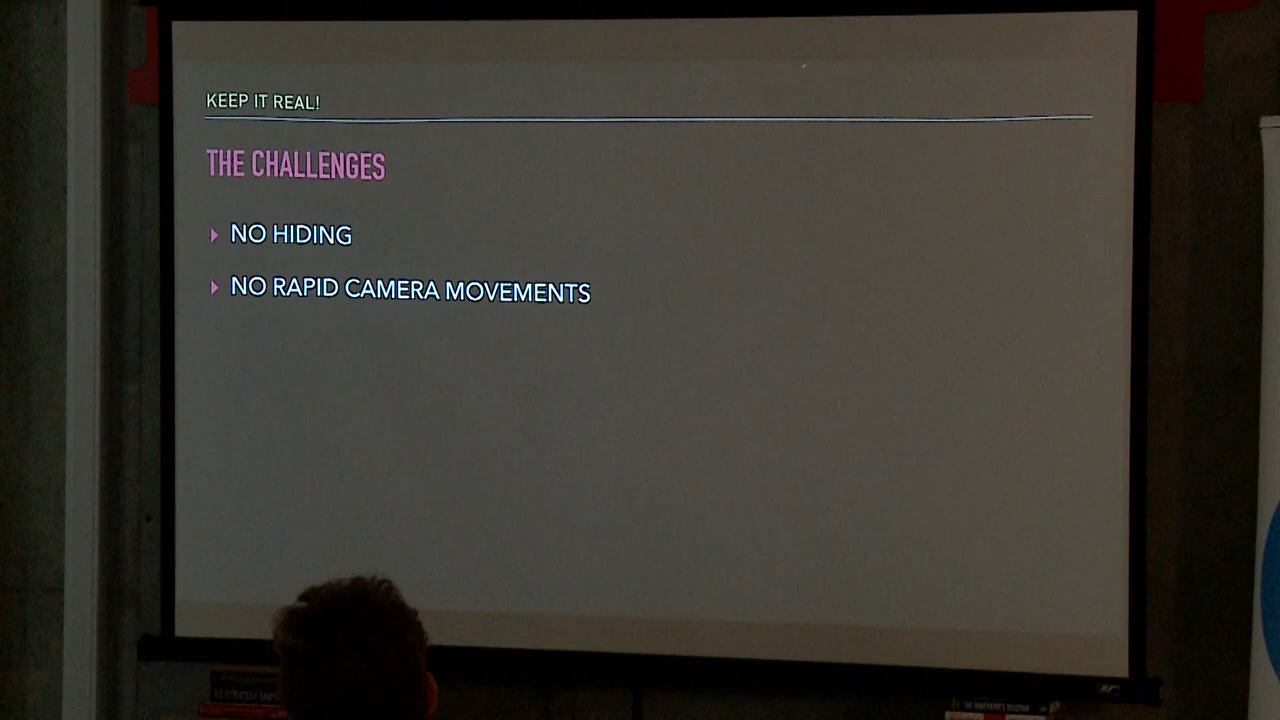 KEEP IT REAL!
THE CHALLENGES
NO HIDING
NO RAPID CAMERA MOVEMENTS